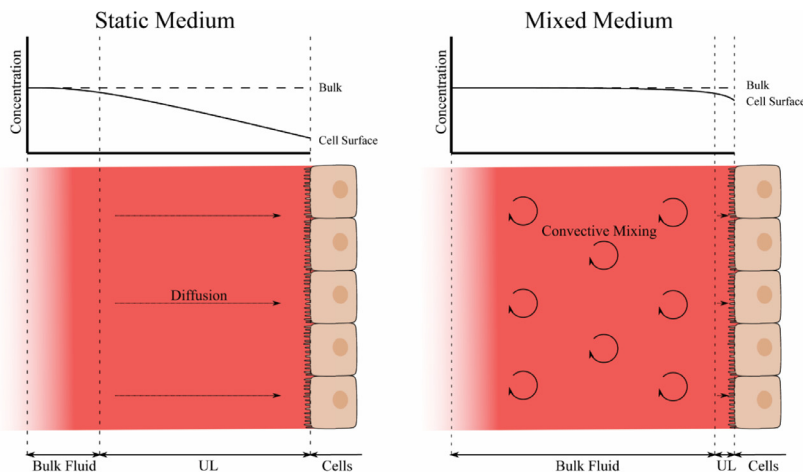 Static Medium
Concentration
Bulk
Cell Surface
Diffusion
Bulk Fluid
UL
Cells
Mixed Medium
Concentration
Bulk
Cell Surface
Convective Mixing
Bulk Fluid
UL
Cells